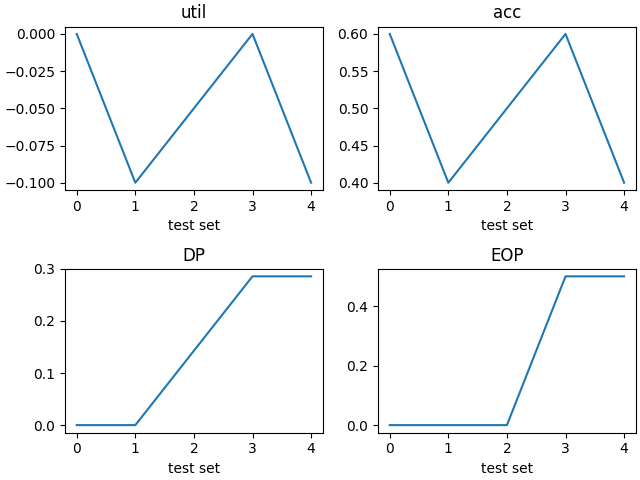 util
0.000
−0.025
−0.050
−0.075
−0.100
0 1 2 3 4
test set
acc
0.60
0.55
0.50
0.45
0.40
0 1 2 3 4
test set
DP
0.3
0.2
0.1
0.0
0 1 2 3 4
test set
EOP
0.4
0.2
0.0
0 1 2 3 4
test set